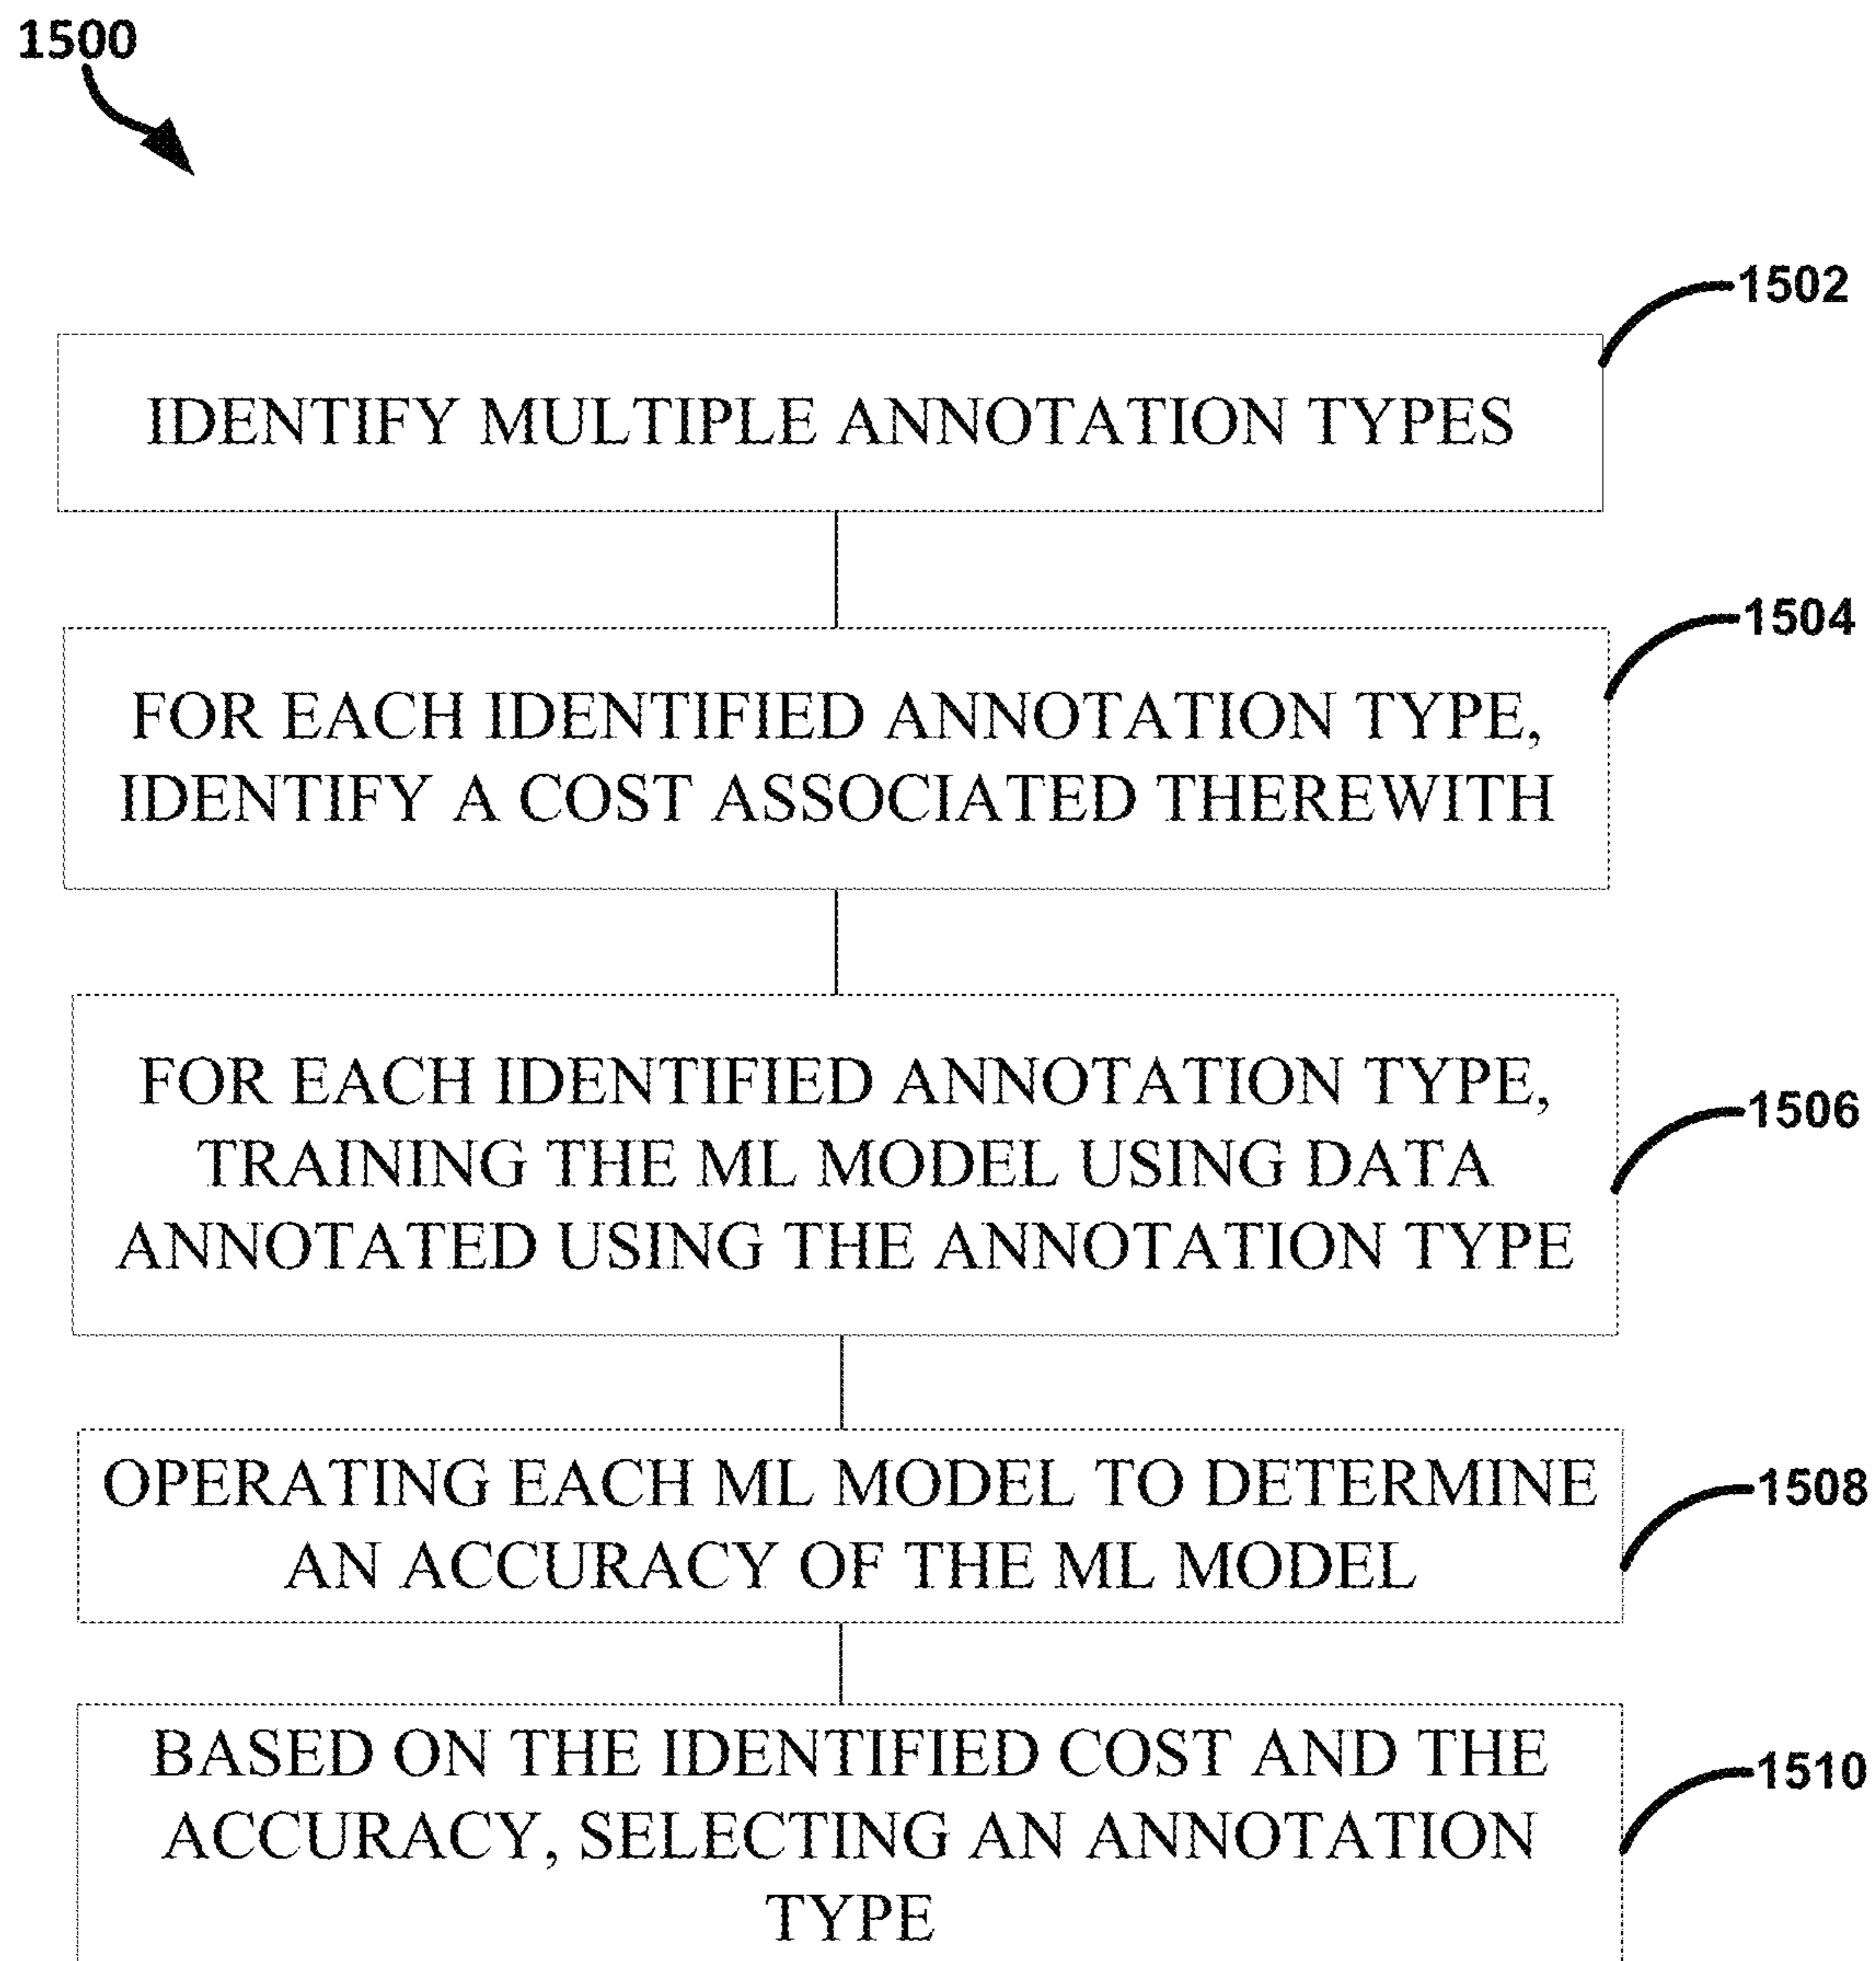 1500
1502
IDENTIFY MULTIPLE ANNOTATION TYPES
1504
FOR EACH IDENTIFIED ANNOTATION TYPE,
IDENTIFY A COST ASSOCIATED THEREWITH
FOR EACH IDENTIFIED ANNOTATION TYPE,
1506
TRAINING THE ML MODEL USING DATA
ANNOTATED USING THE ANNOTATION TYPE
OPERATING EACH ML MODEL TO DETERMINE
1508
AN ACCURACY OF THE ML MODEL
BASED ON THE IDENTIFIED COST AND THE
1510
ACCURACY, SELECTING AN ANNOTATION
TYPE